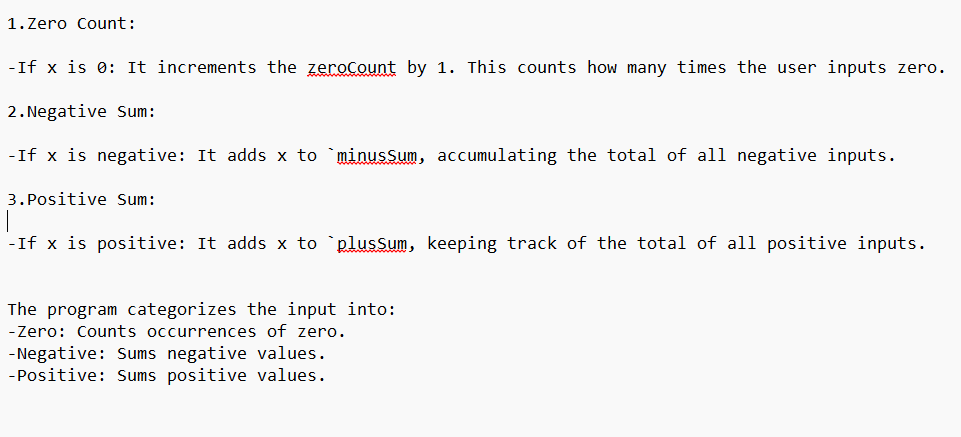 1.Zero Count:
-If x is 0: It increments the zeroCount by 1. This counts how many times the user inputs zero.
2.Negative Sum:
-If x is negative: It adds x to `minusSum, accumulating the total of all negative inputs.
3.Positive Sum:
-If x is positive: It adds x to `plusSum, keeping track of the total of all positive inputs.
The program categorizes the input into:
-Zero: Counts occurrences of zero.
-Negative: Sums negative values.
-Positive: Sums positive values.